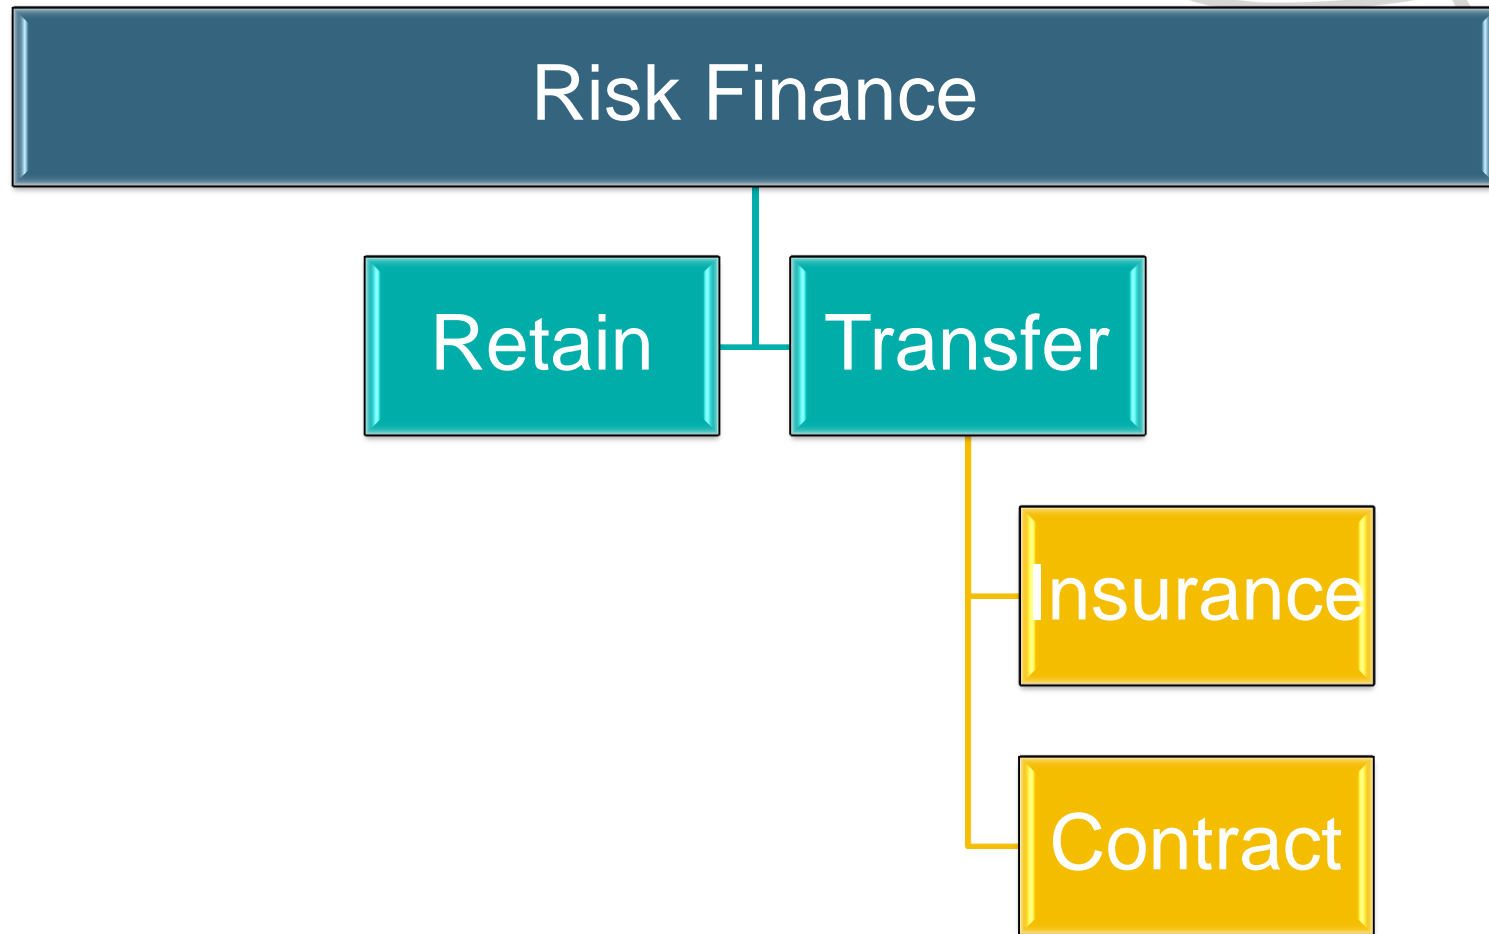 Risk Finance
Retain
Transfer
Insurance
Contract